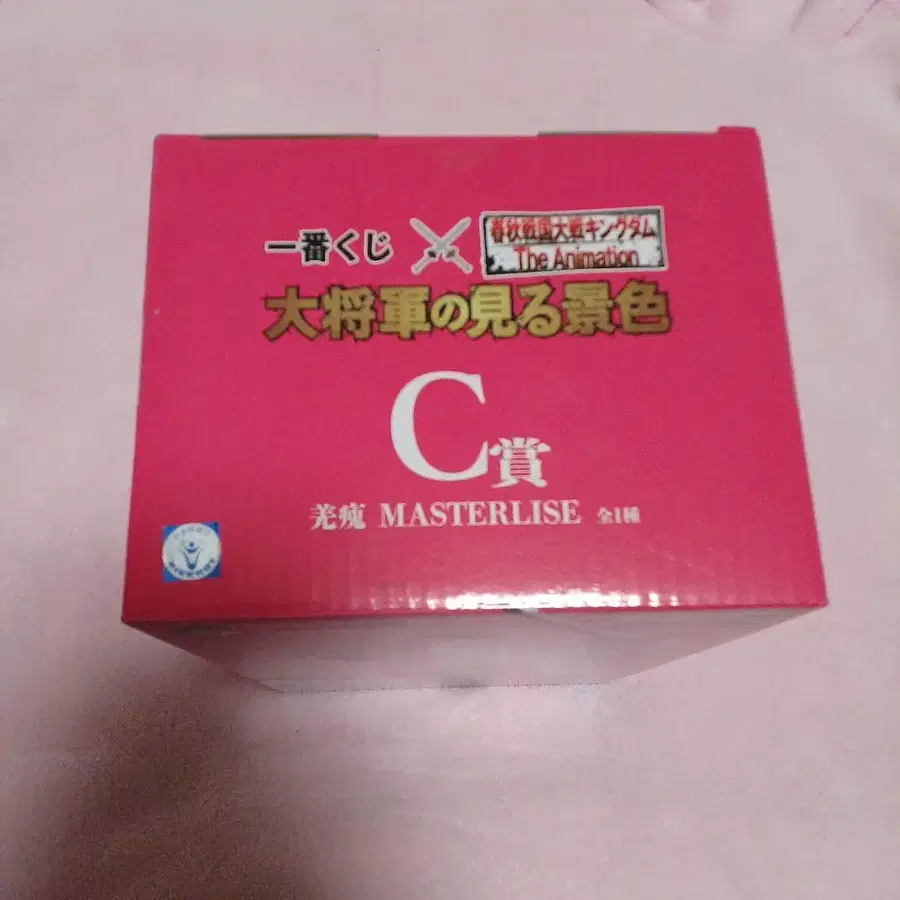 一番くじ
春秋戦国大戦キングダム
The Animation
大将軍の見る景色
C賞
羌瘣 MASTERLISE 全1種